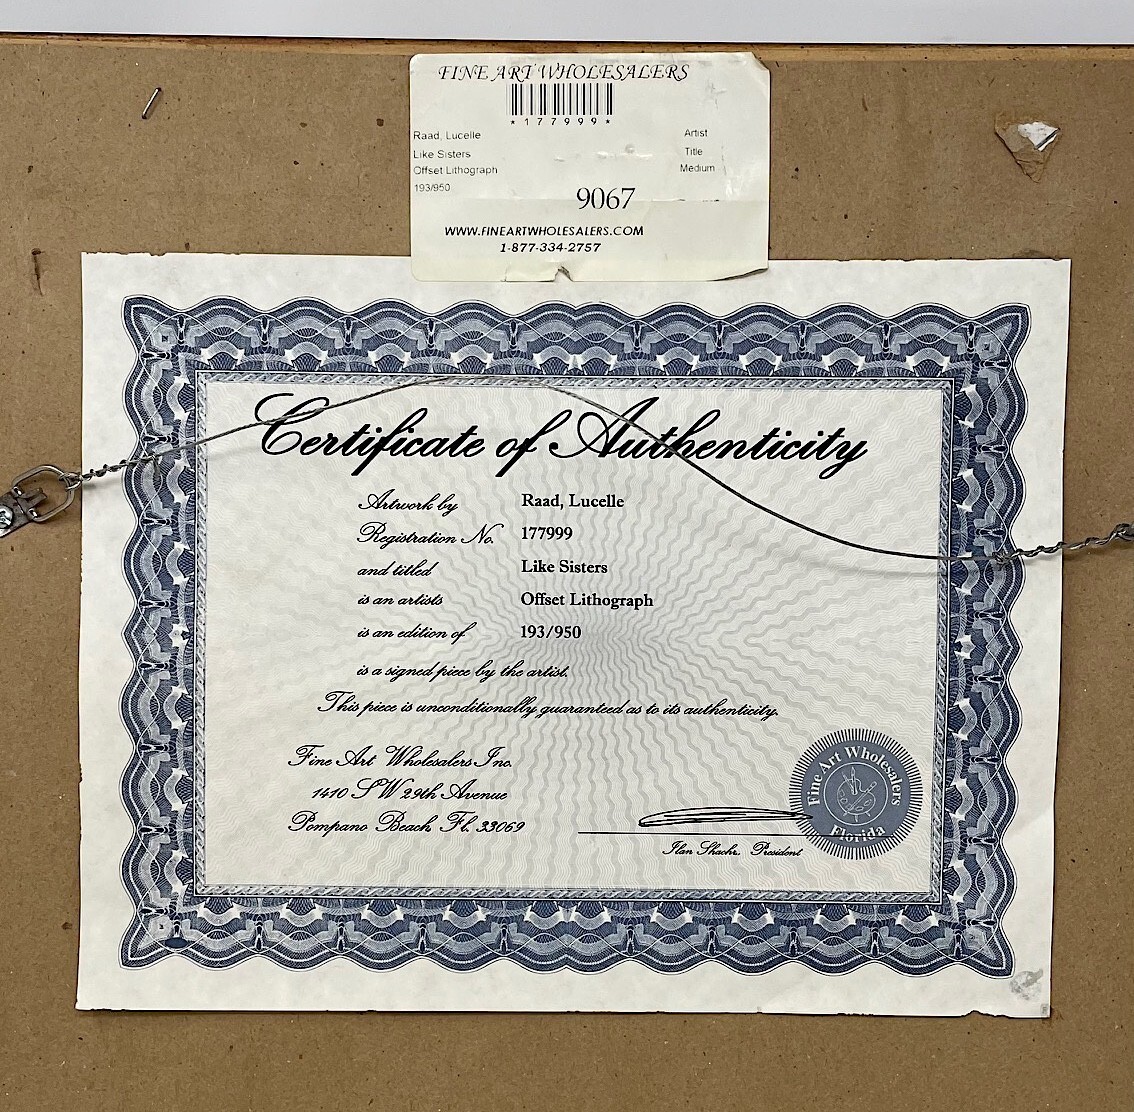 FINE ART WHOLESALERS
*177999*
Raad, Lucelle Artist
Like Sisters Title
Offset Lithograph Medium
193/950
9067
WWW.FINEARTWHOLESALERS.COM
1-877-334-2757
Certificate of Authenticity
Artwork by Raad, Lucelle
Registration No. 177999
and titled Like Sisters
is an artists Offset Lithograph
is an edition of 193/950
is a signed piece by the artist.
This piece is unconditionally guaranteed as to its authenticity.
Fine Art Wholesalers Inc.
1410 SW 29th Avenue
Pompano Beach, Fl. 33069
Ilan Shachr, President
Fine Art Wholesalers
Florida